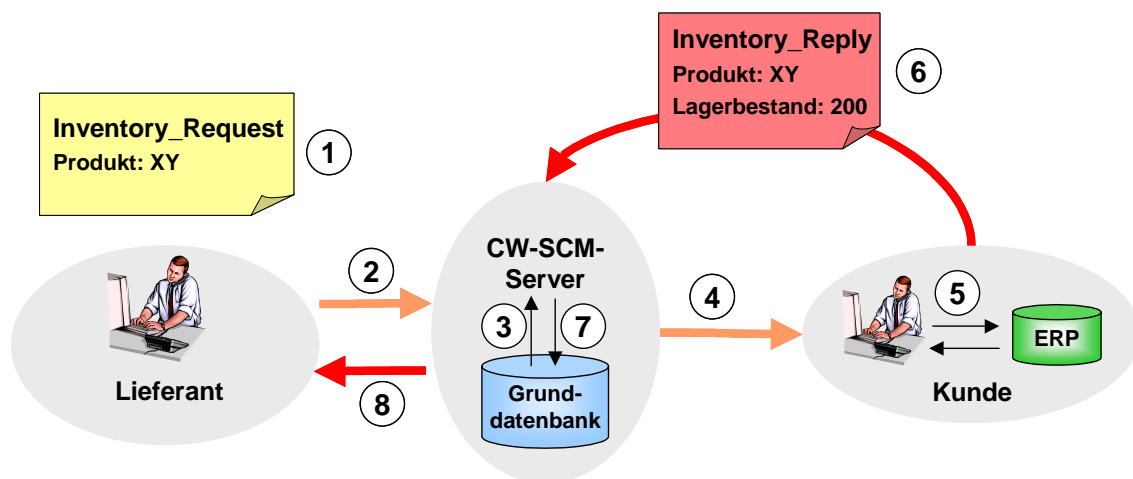 Inventory_Request
Produkt: XY
1
Inventory_Reply
Produkt: XY
Lagerbestand: 200
6
Lieferant
2
8
CW-SCM-
Server
3
7
Grund-
datenbank
4
5
ERP
Kunde